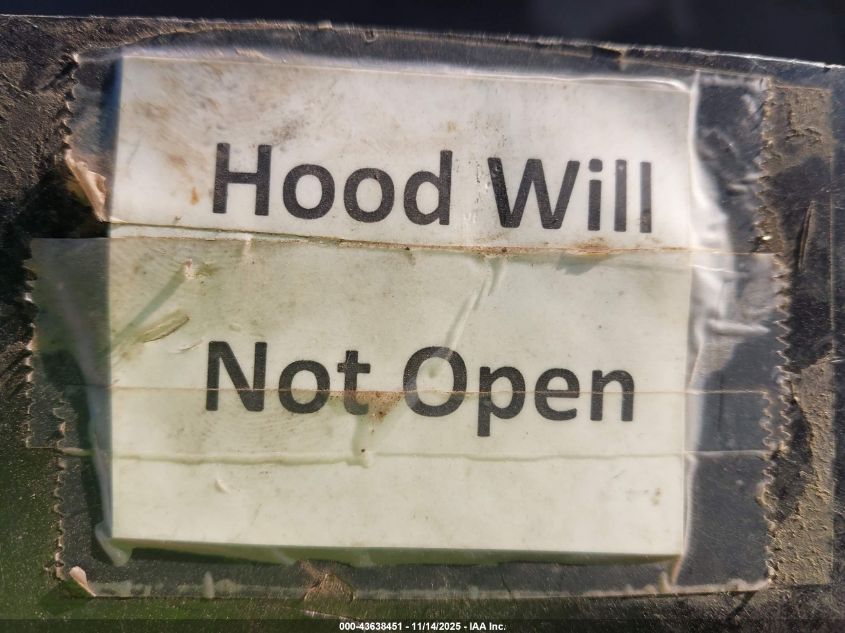 Hood Will
Not Open
000-43638451 - 11/14/2025 - IAA Inc.